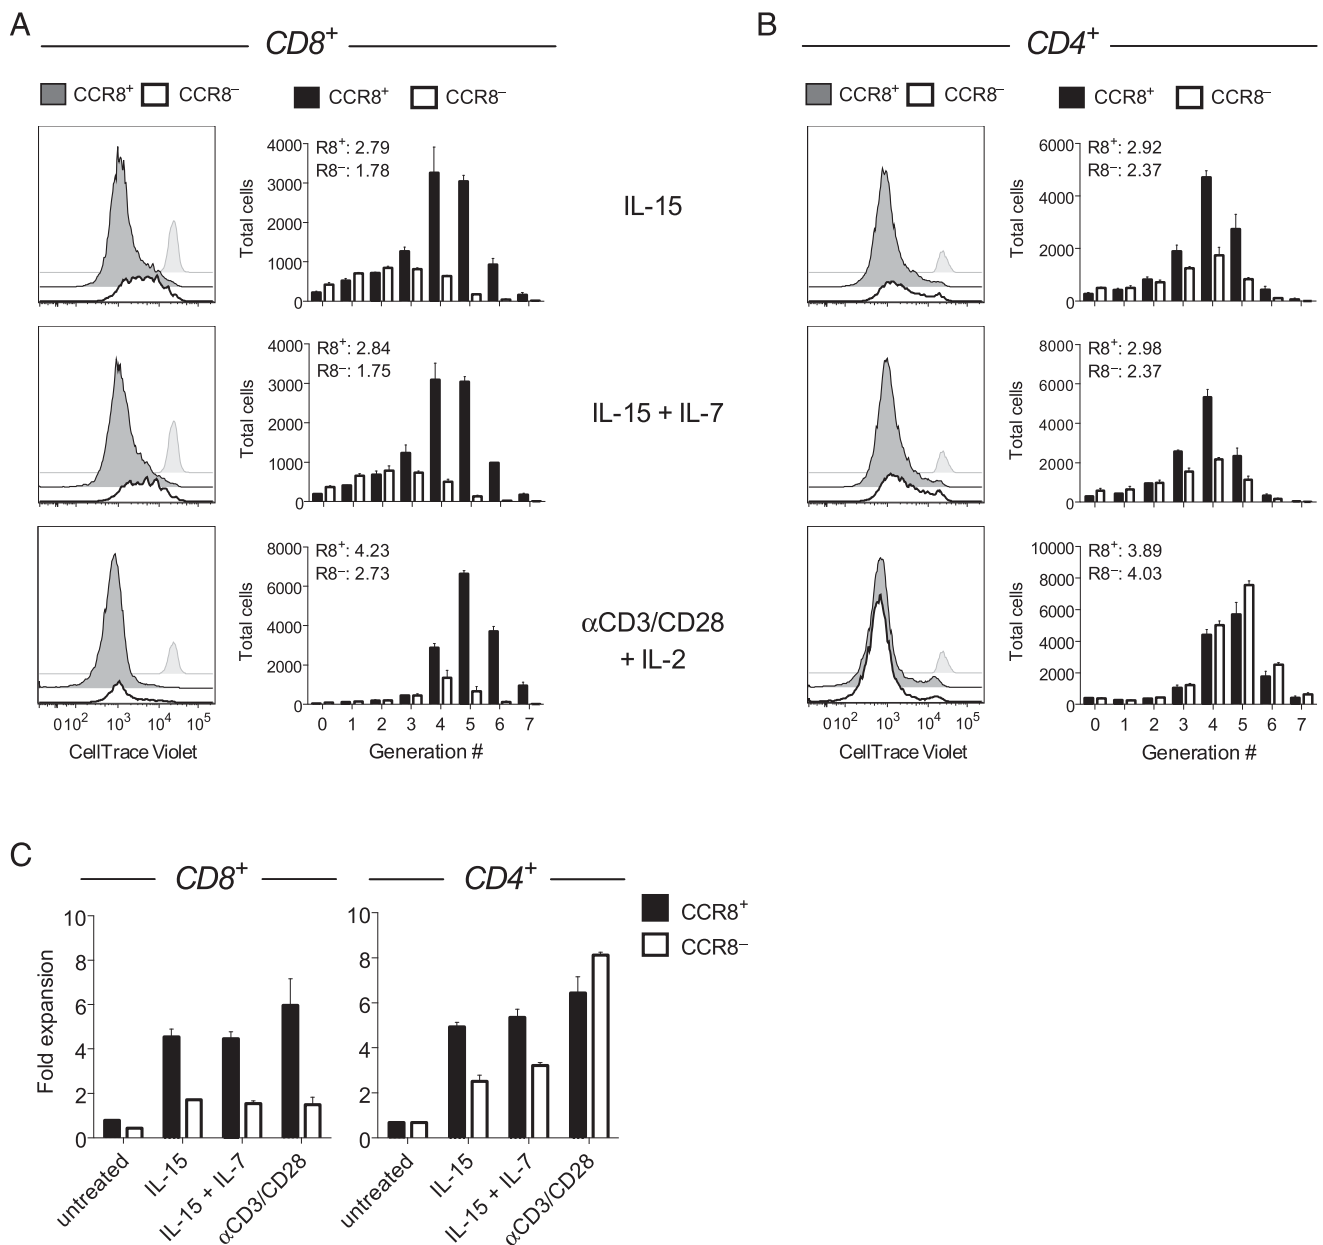 A
CD8⁺
CCR8⁺ CCR8⁻
CCR8⁺ CCR8⁻
4000
3000
2000
1000
0
Total cells
R8⁺: 2.79
R8⁻: 1.78
IL-15
4000
3000
2000
1000
0
Total cells
R8⁺: 2.84
R8⁻: 1.75
IL-15 + IL-7
8000
6000
4000
2000
0
Total cells
R8⁺: 4.23
R8⁻: 2.73
αCD3/CD28
+ IL-2
0 10² 10³ 10⁴ 10⁵
CellTrace Violet
0 1 2 3 4 5 6 7
Generation #
B
CD4⁺
CCR8⁺ CCR8⁻
CCR8⁺ CCR8⁻
6000
4000
2000
0
Total cells
R8⁺: 2.92
R8⁻: 2.37
8000
6000
4000
2000
0
Total cells
R8⁺: 2.98
R8⁻: 2.37
10000
8000
6000
4000
2000
0
Total cells
R8⁺: 3.89
R8⁻: 4.03
0 10² 10³ 10⁴ 10⁵
CellTrace Violet
0 1 2 3 4 5 6 7
Generation #
C
CD8⁺
Fold expansion
10
8
6
4
2
0
untreated
IL-15
IL-15 + IL-7
αCD3/CD28
CD4⁺
10
8
6
4
2
0
untreated
IL-15
IL-15 + IL-7
αCD3/CD28
CCR8⁺
CCR8⁻